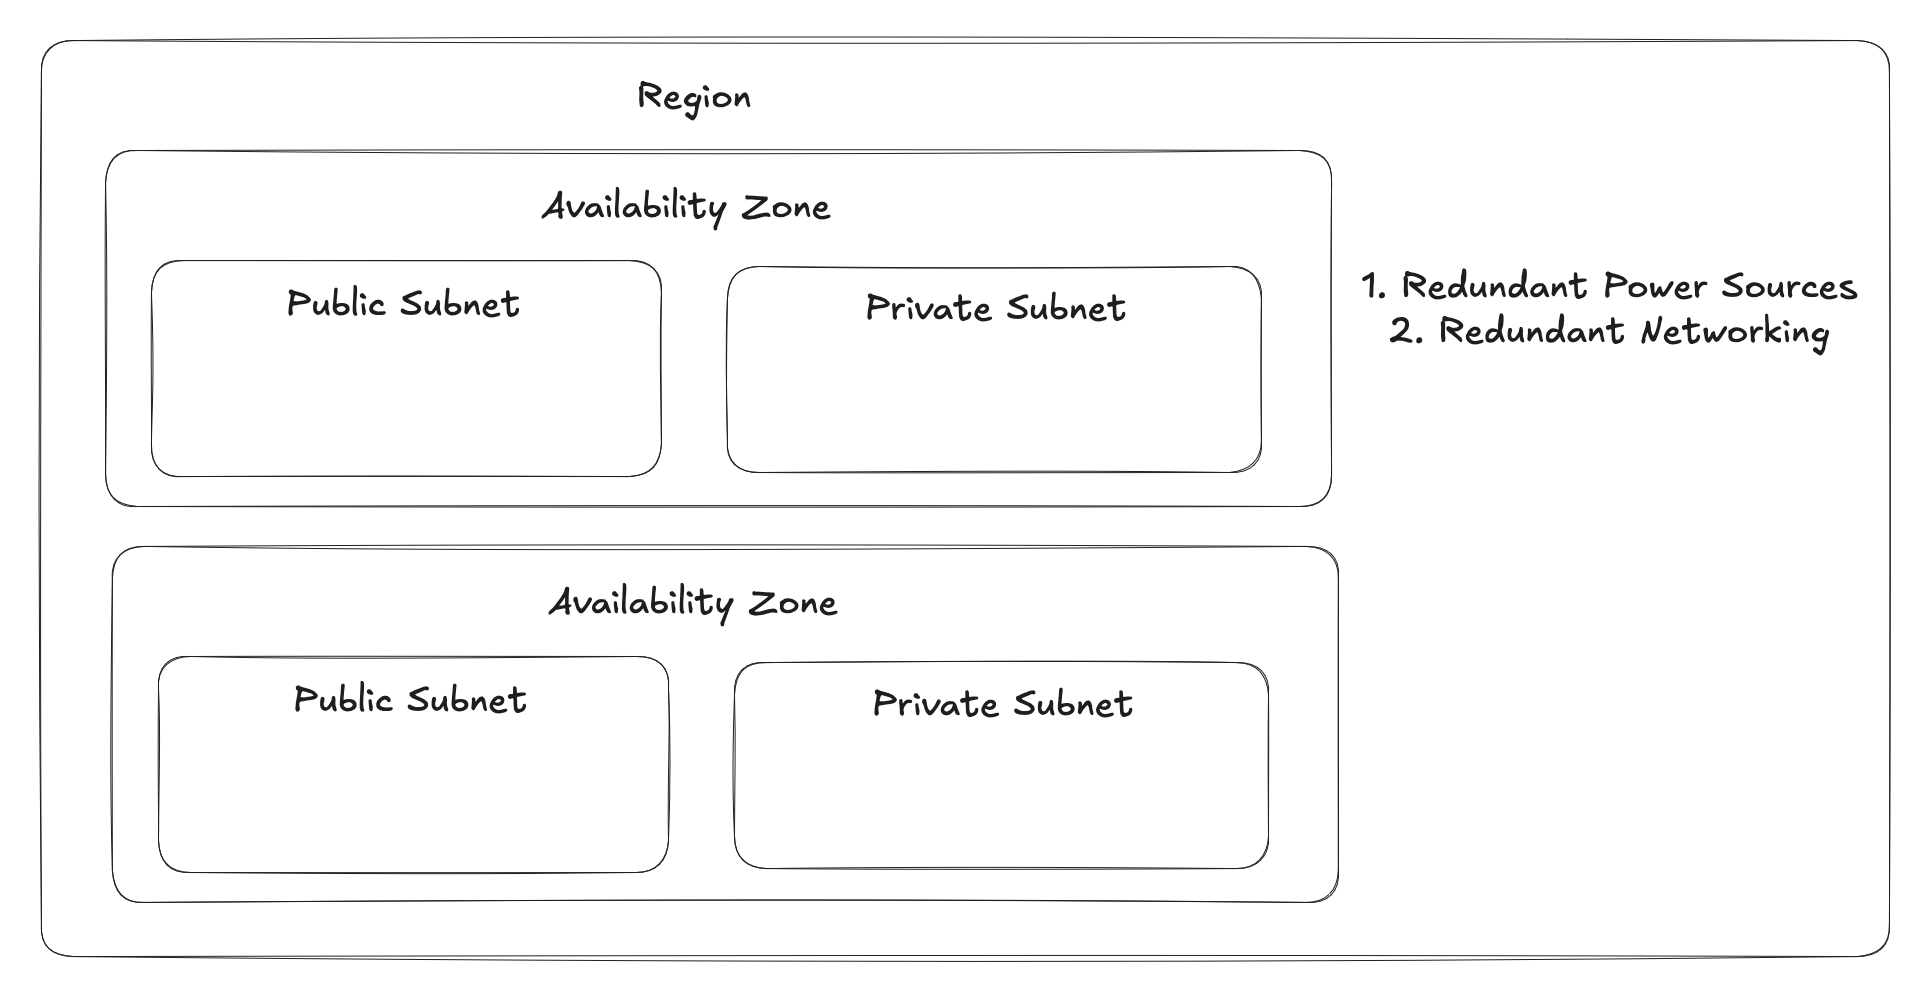 Region
Availability Zone
Public Subnet
Private Subnet
1. Redundant Power Sources
2. Redundant Networking
Availability Zone
Public Subnet
Private Subnet